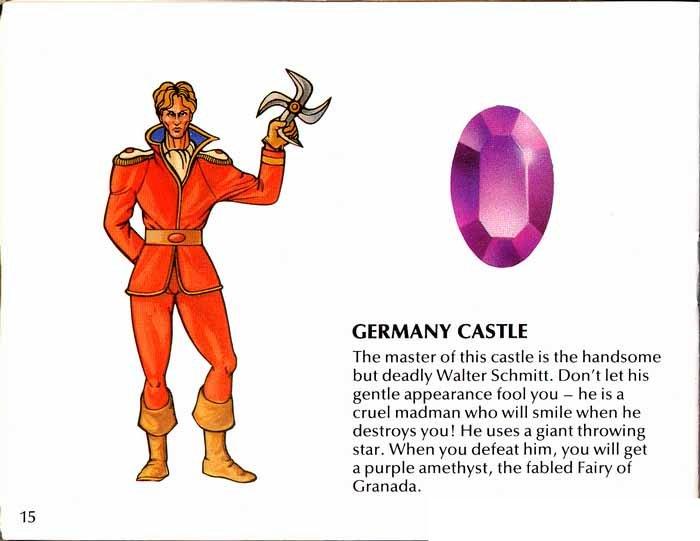 GERMANY CASTLE
The master of this castle is the handsome
but deadly Walter Schmitt. Don't let his
gentle appearance fool you – he is a
cruel madman who will smile when he
destroys you! He uses a giant throwing
star. When you defeat him, you will get
a purple amethyst, the fabled Fairy of
Granada.
15